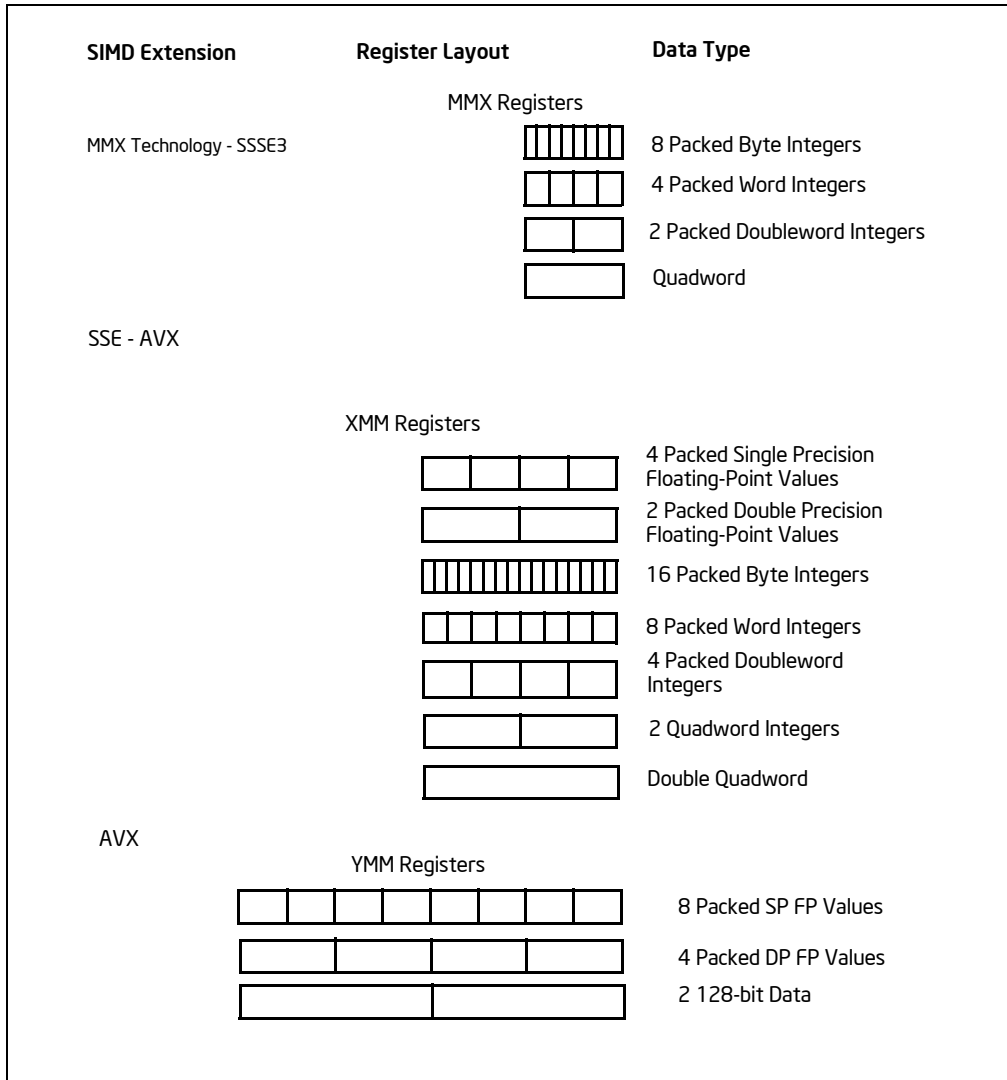 SIMD Extension Register Layout Data Type
MMX Registers
MMX Technology - SSSE3 8 Packed Byte Integers
4 Packed Word Integers
2 Packed Doubleword Integers
Quadword
SSE - AVX
XMM Registers
4 Packed Single Precision
Floating-Point Values
2 Packed Double Precision
Floating-Point Values
16 Packed Byte Integers
8 Packed Word Integers
4 Packed Doubleword
Integers
2 Quadword Integers
Double Quadword
AVX
YMM Registers
8 Packed SP FP Values
4 Packed DP FP Values
2 128-bit Data